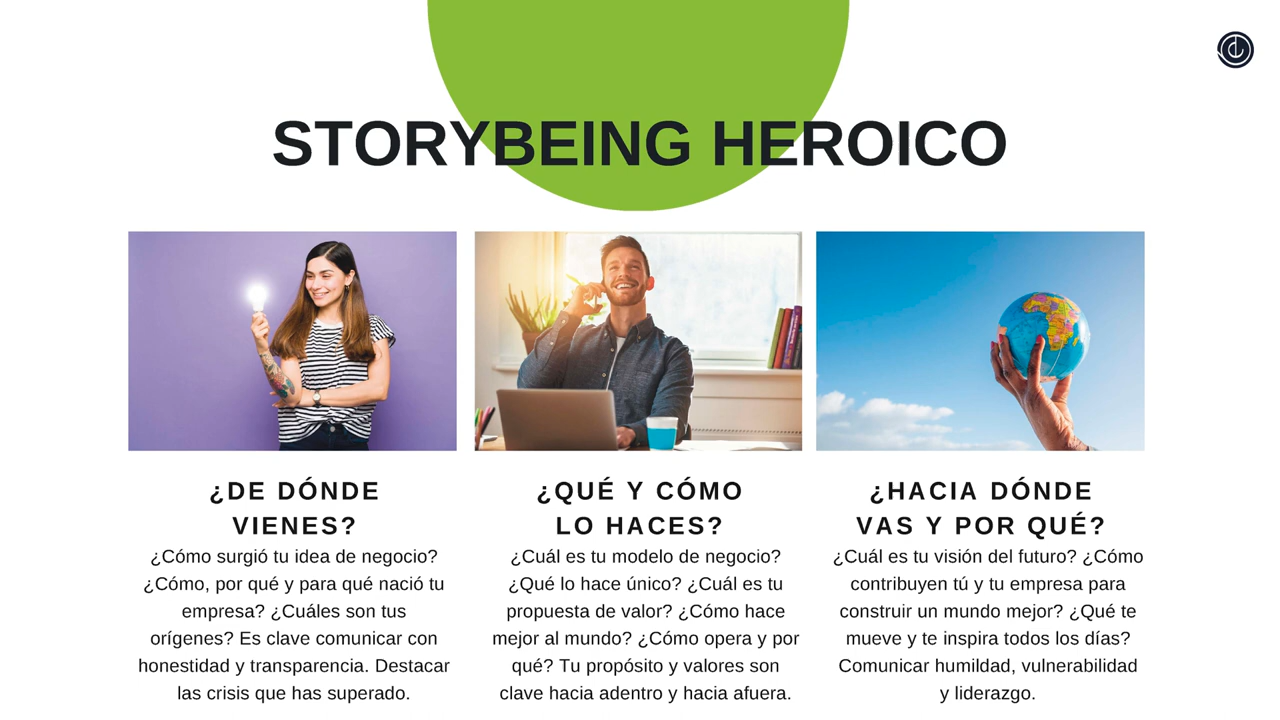 STORYBEING HEROICO
¿DE DÓNDE
VIENES?
¿Cómo surgió tu idea de negocio?
¿Cómo, por qué y para qué nació tu
empresa? ¿Cuáles son tus
orígenes? Es clave comunicar con
honestidad y transparencia. Destacar
las crisis que has superado.
¿QUÉ Y CÓMO
LO HACES?
¿Cuál es tu modelo de negocio?
¿Qué lo hace único? ¿Cuál es tu
propuesta de valor? ¿Cómo hace
mejor al mundo? ¿Cómo opera y por
qué? Tu propósito y valores son
clave hacia adentro y hacia afuera.
¿HACIA DÓNDE
VAS Y POR QUÉ?
¿Cuál es tu visión del futuro? ¿Cómo
contribuyen tú y tu empresa para
construir un mundo mejor? ¿Qué te
mueve y te inspira todos los días?
Comunicar humildad, vulnerabilidad
y liderazgo.